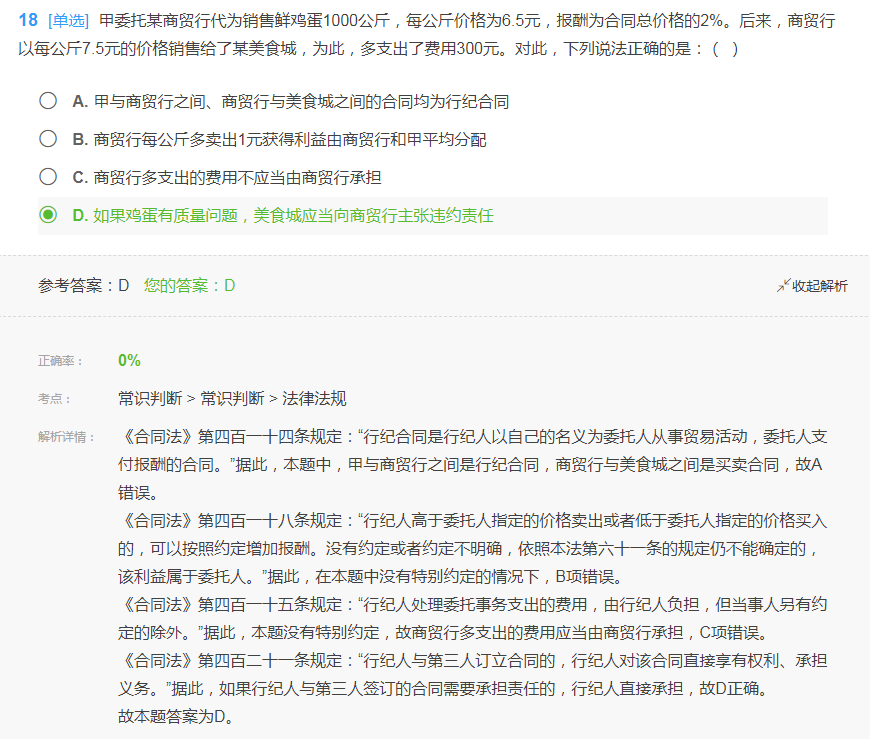 18 [单选] 甲委托某商贸行代为销售鲜鸡蛋1000公斤，每公斤价格为6.5元，报酬为合同总价格的2%。后来，商贸行
以每公斤7.5元的价格销售给了某美食城，为此，多支出了费用300元。对此，下列说法正确的是：（ ）
A. 甲与商贸行之间、商贸行与美食城之间的合同均为行纪合同
B. 商贸行每公斤多卖出1元获得利益由商贸行和甲平均分配
C. 商贸行多支出的费用不应当由商贸行承担
D. 如果鸡蛋有质量问题，美食城应当向商贸行主张违约责任
参考答案：D 您的答案：D 收起解析
正确率： 0%
考点： 常识判断 > 常识判断 > 法律法规
解析详情： 《合同法》第四百一十四条规定：“行纪合同是行纪人以自己的名义为委托人从事贸易活动，委托人支
付报酬的合同。”据此，本题中，甲与商贸行之间是行纪合同，商贸行与美食城之间是买卖合同，故A
错误。
《合同法》第四百一十八条规定：“行纪人高于委托人指定的价格卖出或者低于委托人指定的价格买入
的，可以按照约定增加报酬。没有约定或者约定不明确，依照本法第六十一条的规定仍不能确定的，
该利益属于委托人。”据此，在本题中没有特别约定的情况下，B项错误。
《合同法》第四百一十五条规定：“行纪人处理委托事务支出的费用，由行纪人负担，但当事人另有约
定的除外。”据此，本题没有特别约定，故商贸行多支出的费用应当由商贸行承担，C项错误。
《合同法》第四百二十一条规定：“行纪人与第三人订立合同的，行纪人对该合同直接享有权利、承担
义务。”据此，如果行纪人与第三人签订的合同需要承担责任的，行纪人直接承担，故D正确。
故本题答案为D。